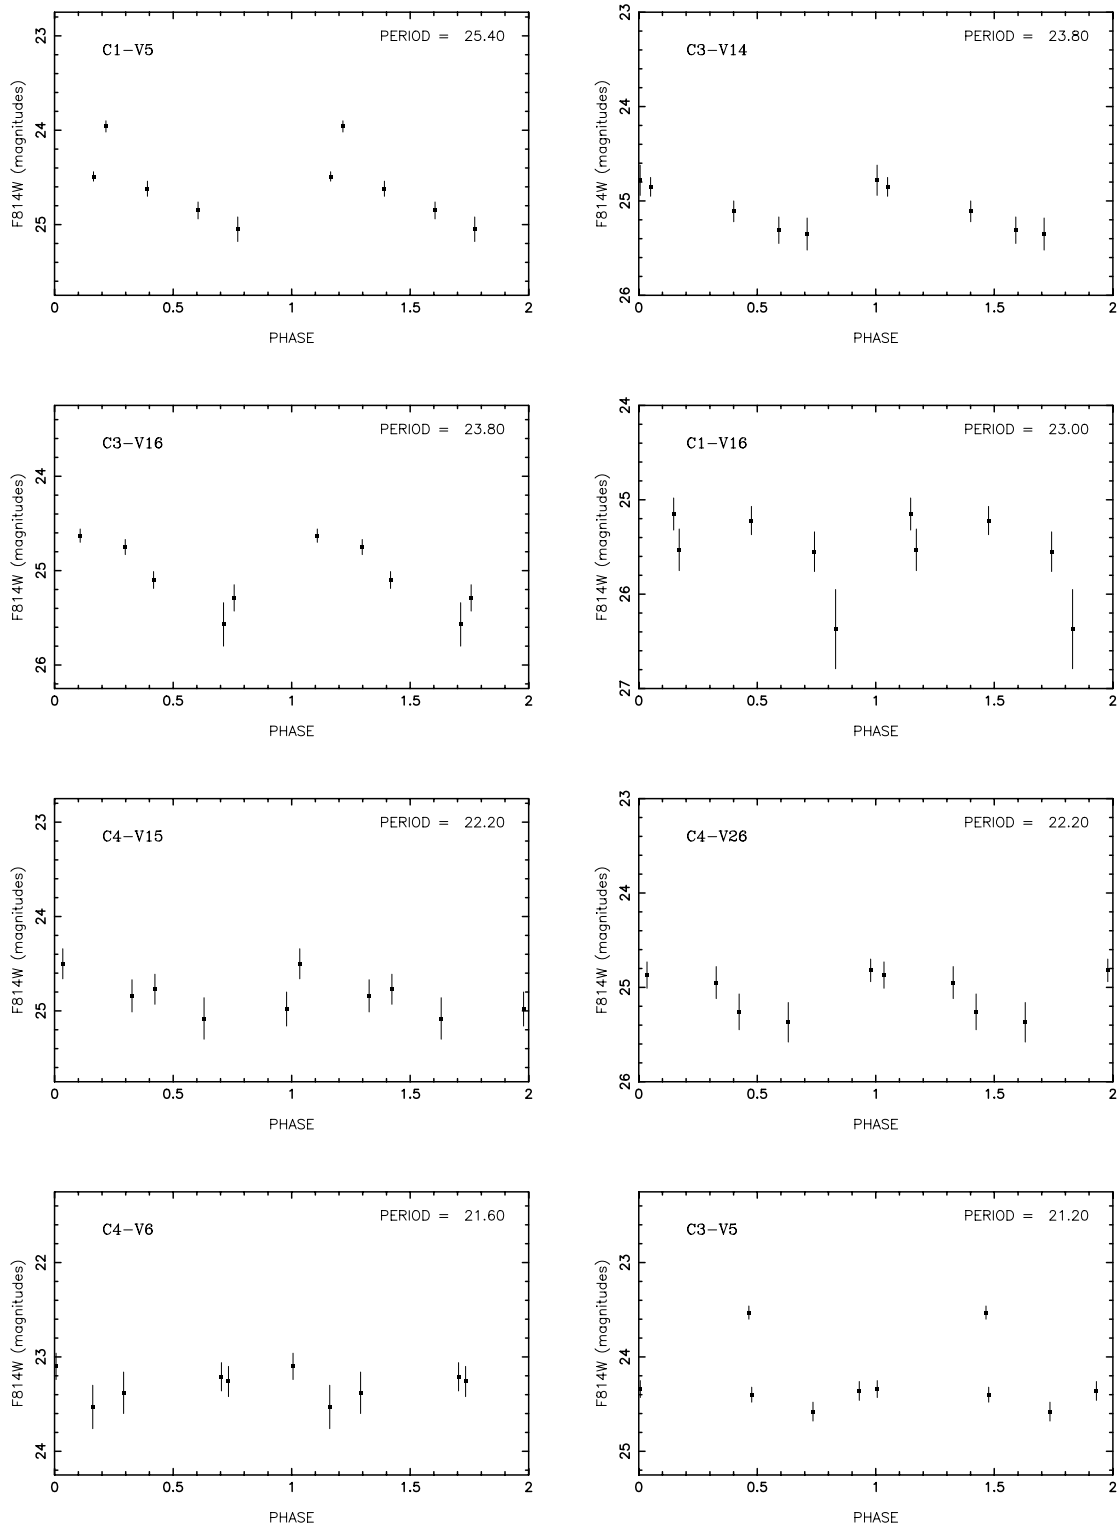 C1-V5
PERIOD = 25.40
23
24
25
F814W (magnitudes)
0 0.5 1 1.5 2
PHASE
C3-V14
PERIOD = 23.80
23
24
25
26
F814W (magnitudes)
0 0.5 1 1.5 2
PHASE
C3-V16
PERIOD = 23.80
24
25
26
F814W (magnitudes)
0 0.5 1 1.5 2
PHASE
C1-V16
PERIOD = 23.00
24
25
26
27
F814W (magnitudes)
0 0.5 1 1.5 2
PHASE
C4-V15
PERIOD = 22.20
23
24
25
F814W (magnitudes)
0 0.5 1 1.5 2
PHASE
C4-V26
PERIOD = 22.20
23
24
25
26
F814W (magnitudes)
0 0.5 1 1.5 2
PHASE
C4-V6
PERIOD = 21.60
22
23
24
F814W (magnitudes)
0 0.5 1 1.5 2
PHASE
C3-V5
PERIOD = 21.20
23
24
25
F814W (magnitudes)
0 0.5 1 1.5 2
PHASE